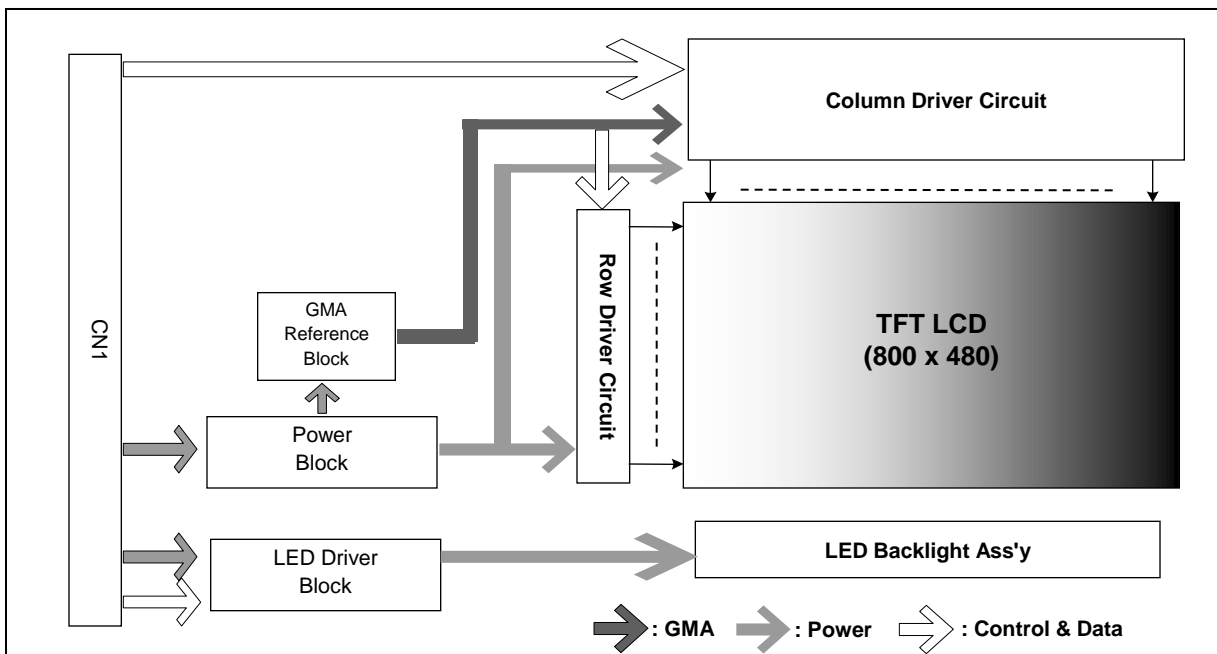 Column Driver Circuit
CN1
GMA
Reference
Block
Row Driver Circuit
TFT LCD
(800 x 480)
Power
Block
LED Driver
Block
LED Backlight Ass'y
: GMA
: Power
: Control & Data